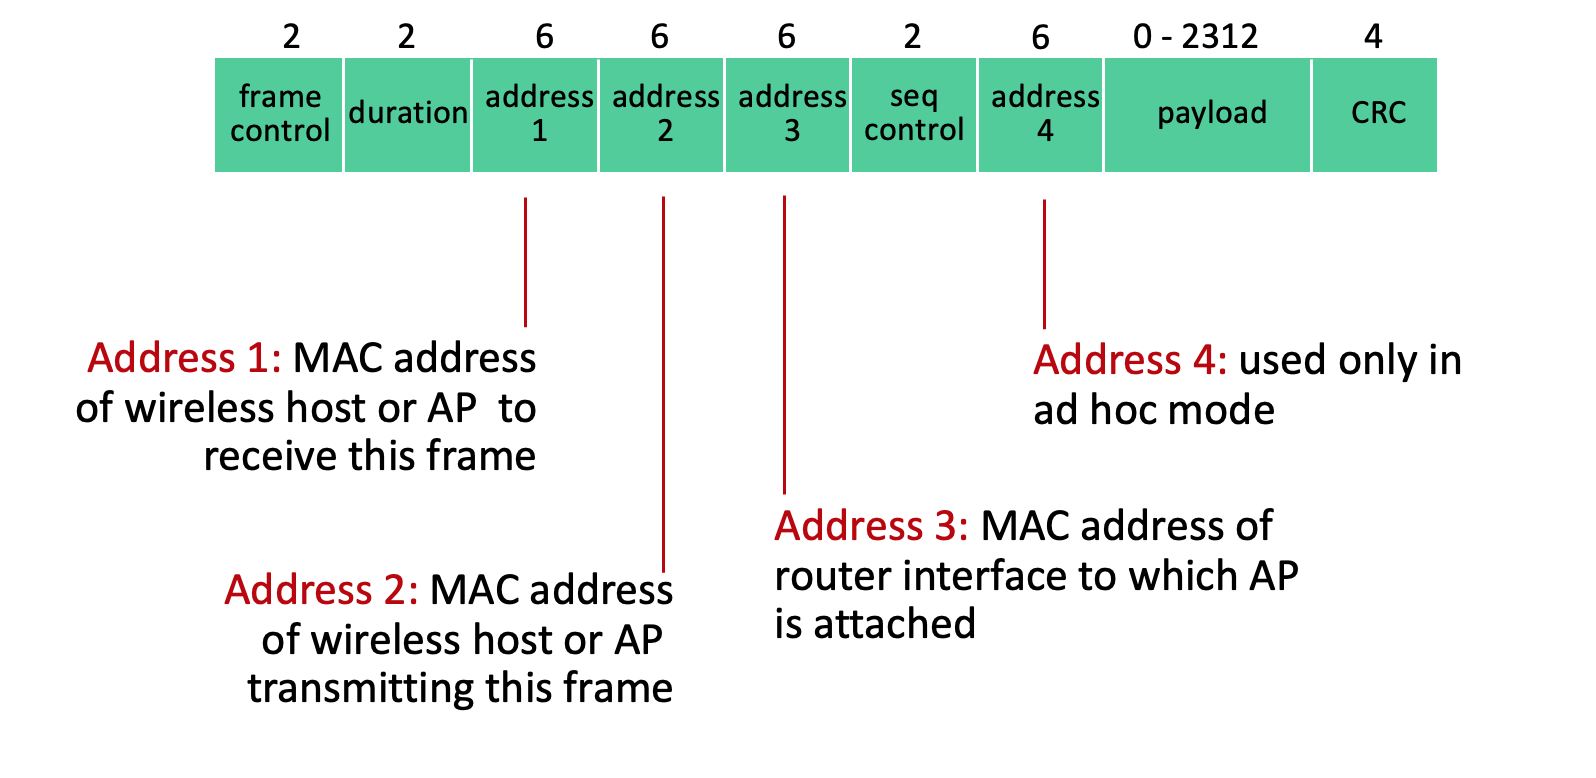 2 2 6 6 6 2 6 0 - 2312 4
frame control
duration
address 1
address 2
address 3
seq control
address 4
payload
CRC
Address 1: MAC address
of wireless host or AP to
receive this frame
Address 2: MAC address
of wireless host or AP
transmitting this frame
Address 3: MAC address of
router interface to which AP
is attached
Address 4: used only in
ad hoc mode